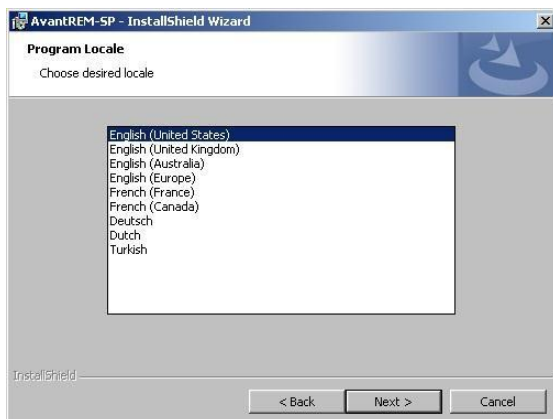 AvantREM-SP - InstallShield Wizard
Program Locale
Choose desired locale
English (United States)
English (United Kingdom)
English (Australia)
English (Europe)
French (France)
French (Canada)
Deutsch
Dutch
Turkish
InstallShield
< Back
Next >
Cancel